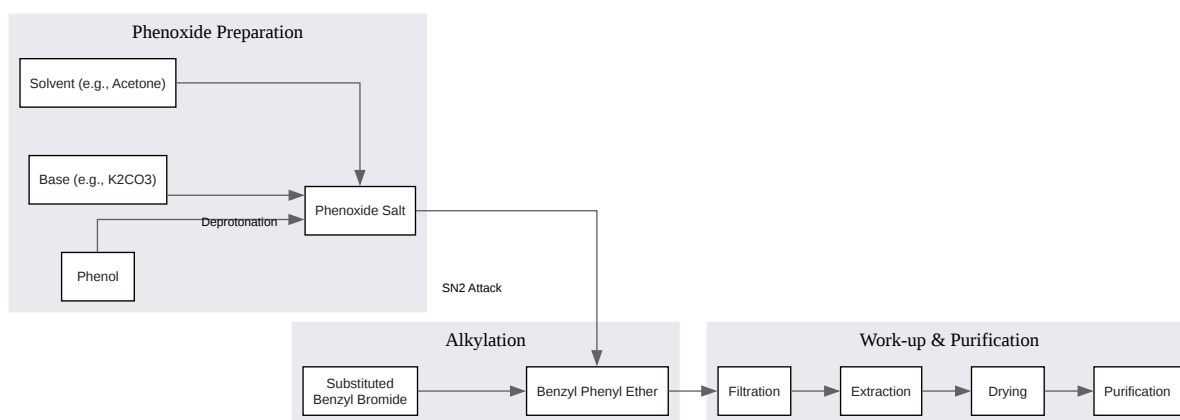 Phenoxide Preparation
Solvent (e.g., Acetone)
Base (e.g., K2CO3)
Phenoxide Salt
Deprotonation
Phenol
SN2 Attack
Alkylation
Substituted
Benzyl Bromide
Benzyl Phenyl Ether
Work-up & Purification
Filtration
Extraction
Drying
Purification